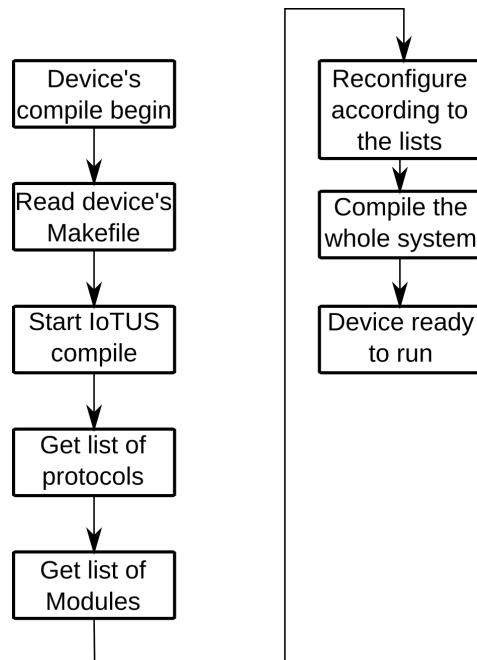 Device's
compile begin
Read device's
Makefile
Start IoTUS
compile
Get list of
protocols
Get list of
Modules
Reconfigure
according to
the lists
Compile the
whole system
Device ready
to run